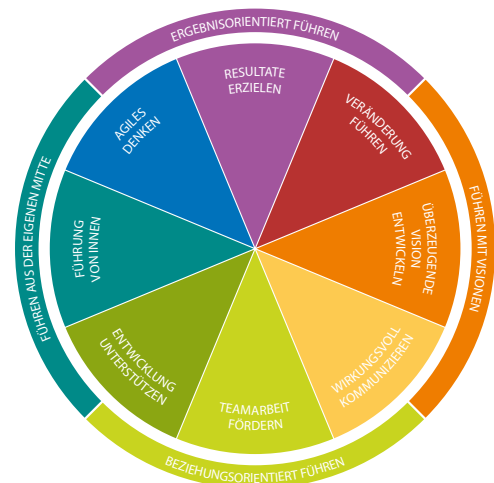 ERGEBNISORIENTIERT FÜHREN
RESULTATE
ERZIELEN
VERÄNDERUNG
FÜHREN
ÜBERZEUGENDE
VISION
ENTWICKELN
WIRKUNGSVOLL
KOMMUNIZIEREN
TEAMARBEIT
FÖRDERN
ENTWICKLUNG
UNTERSTÜTZEN
FÜHRUNG
VON INNEN
AGILES
DENKEN
FÜHREN MIT VISIONEN
BEZIEHUNGSORIENTIERT FÜHREN
FÜHREN AUS DER EIGENEN MITTE